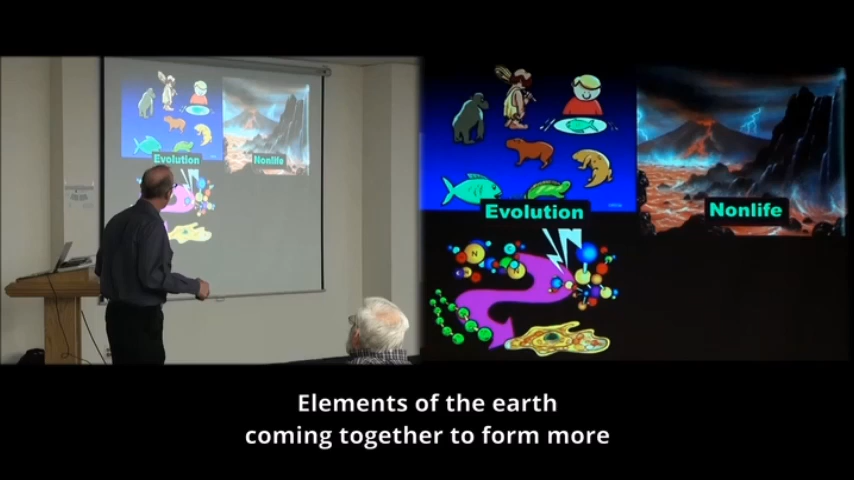 Evolution
Nonlife
Evolution
Nonlife
N
C
N
Elements of the earth
coming together to form more